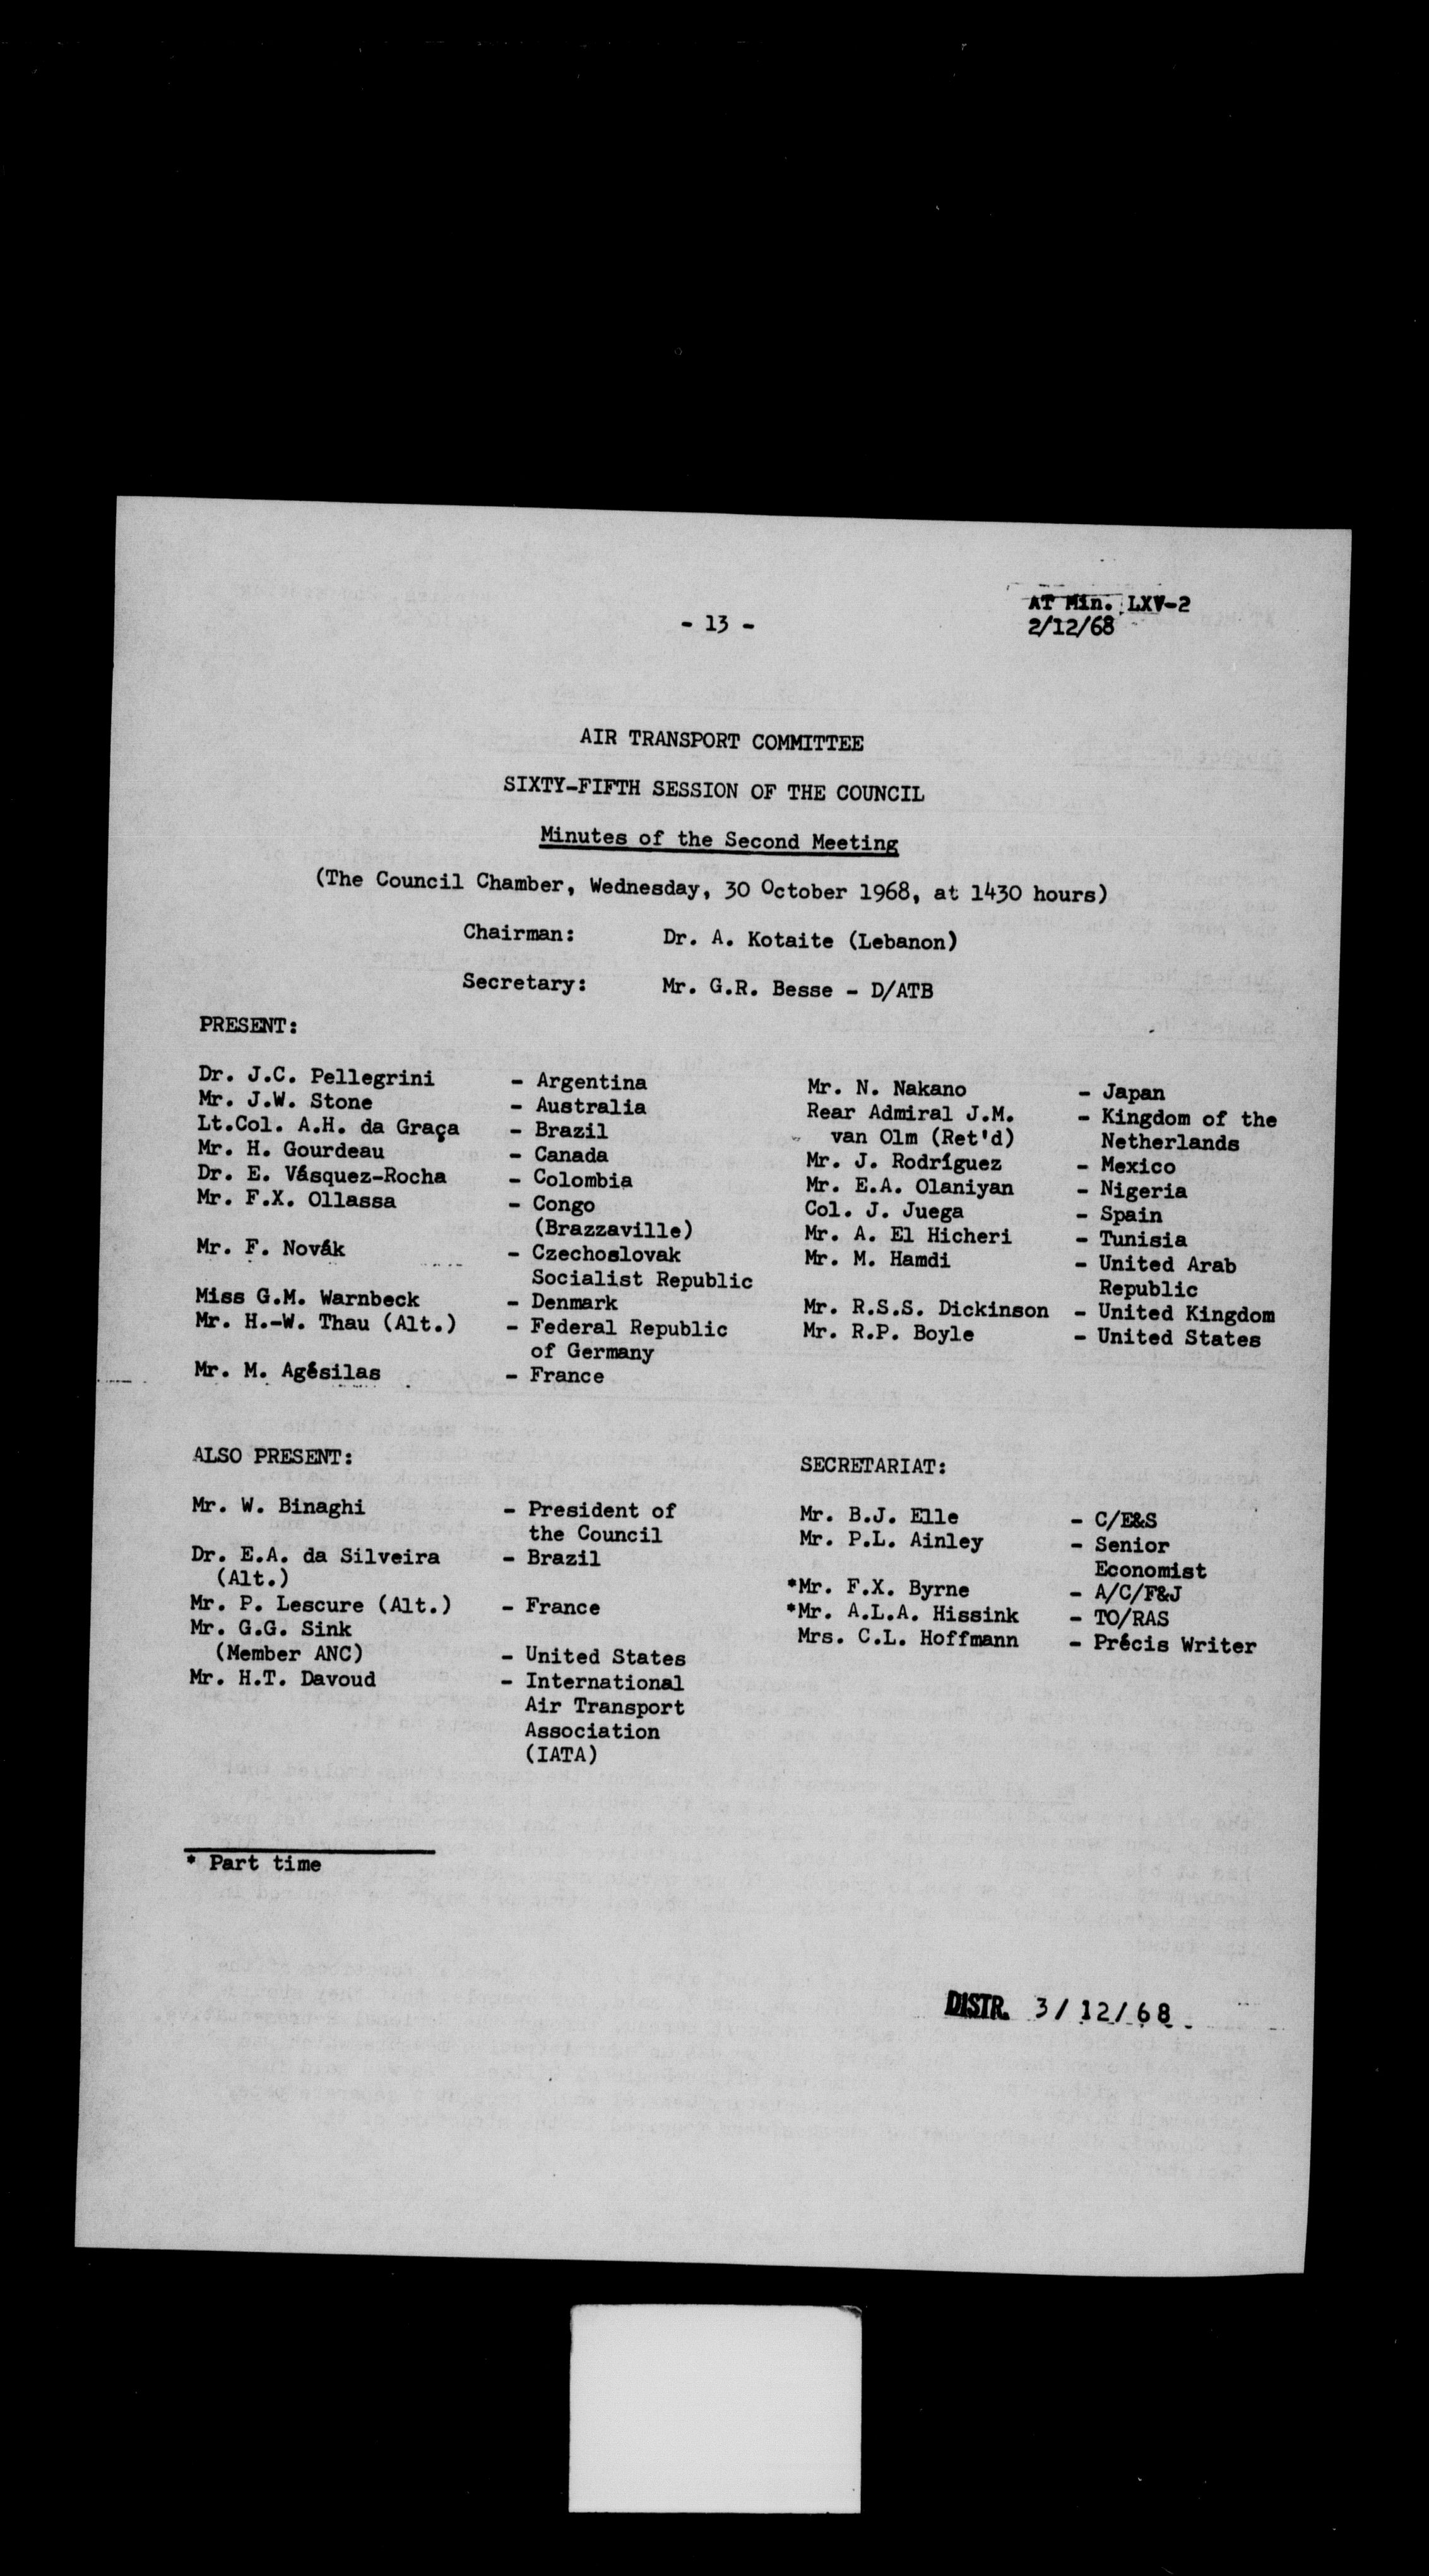 - 13 -
AT Min. LXV-2
2/12/68
AIR TRANSPORT COMMITTEE
SIXTY-FIFTH SESSION OF THE COUNCIL
Minutes of the Second Meeting
(The Council Chamber, Wednesday, 30 October 1968, at 1430 hours)
Chairman: Dr. A. Kotaite (Lebanon)
Secretary: Mr. G.R. Besse - D/ATB
PRESENT:
Dr. J.C. Pellegrini - Argentina
Mr. J.W. Stone - Australia
Lt.Col. A.H. da Graça - Brazil
Mr. H. Gourdeau - Canada
Dr. E. Vásquez-Rocha - Colombia
Mr. F.X. Ollassa - Congo
(Brazzaville)
Mr. F. Novák - Czechoslovak
Socialist Republic
Miss G.M. Warnbeck - Denmark
Mr. H.-W. Thau (Alt.) - Federal Republic
of Germany
Mr. M. Agésilas - France
Mr. N. Nakano - Japan
Rear Admiral J.M. - Kingdom of the
van Olm (Ret'd) Netherlands
Mr. J. Rodríguez - Mexico
Mr. E.A. Olaniyan - Nigeria
Col. J. Juega - Spain
Mr. A. El Hicheri - Tunisia
Mr. M. Hamdi - United Arab
Republic
Mr. R.S.S. Dickinson - United Kingdom
Mr. R.P. Boyle - United States
ALSO PRESENT:
Mr. W. Binaghi - President of
the Council
Dr. E.A. da Silveira - Brazil
(Alt.)
Mr. P. Lescure (Alt.) - France
Mr. G.G. Sink
(Member ANC) - United States
Mr. H.T. Davoud - International
Air Transport
Association
(IATA)
SECRETARIAT:
Mr. B.J. Elle - C/E&S
Mr. P.L. Ainley - Senior
Economist
*Mr. F.X. Byrne - A/C/F&J
*Mr. A.L.A. Hissink - TO/RAS
Mrs. C.L. Hoffmann - Précis Writer
* Part time
DISTR. 3/12/68